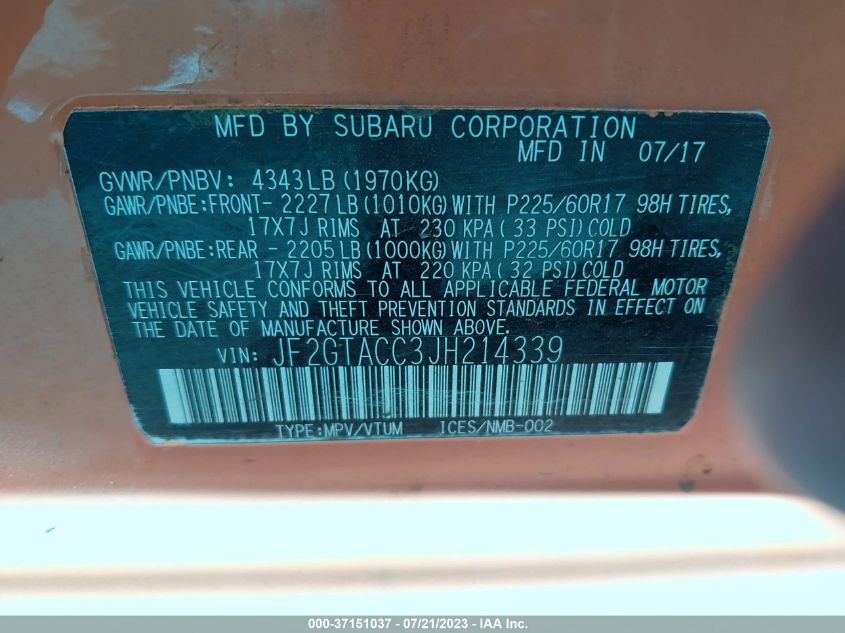 MFD BY SUBARU CORPORATION
MFD IN 07/17
GVWR/PNBV: 4343LB (1970KG)
GAWR/PNBE:FRONT- 2227LB (1010KG) WITH P225/60R17 98H TIRES,
17X7J RIMS AT 230 KPA (33 PSI) COLD
GAWR/PNBE:REAR - 2205LB (1000KG) WITH P225/60R17 98H TIRES,
17X7J RIMS AT 220 KPA (32 PSI) COLD
THIS VEHICLE CONFORMS TO ALL APPLICABLE FEDERAL MOTOR
VEHICLE SAFETY AND THEFT PREVENTION STANDARDS IN EFFECT ON
THE DATE OF MANUFACTURE SHOWN ABOVE.
VIN: JF2GTACC3JH214339
TYPE:MPV/VTUM ICES/NMB-002
000-37151037 - 07/21/2023 - IAA Inc.